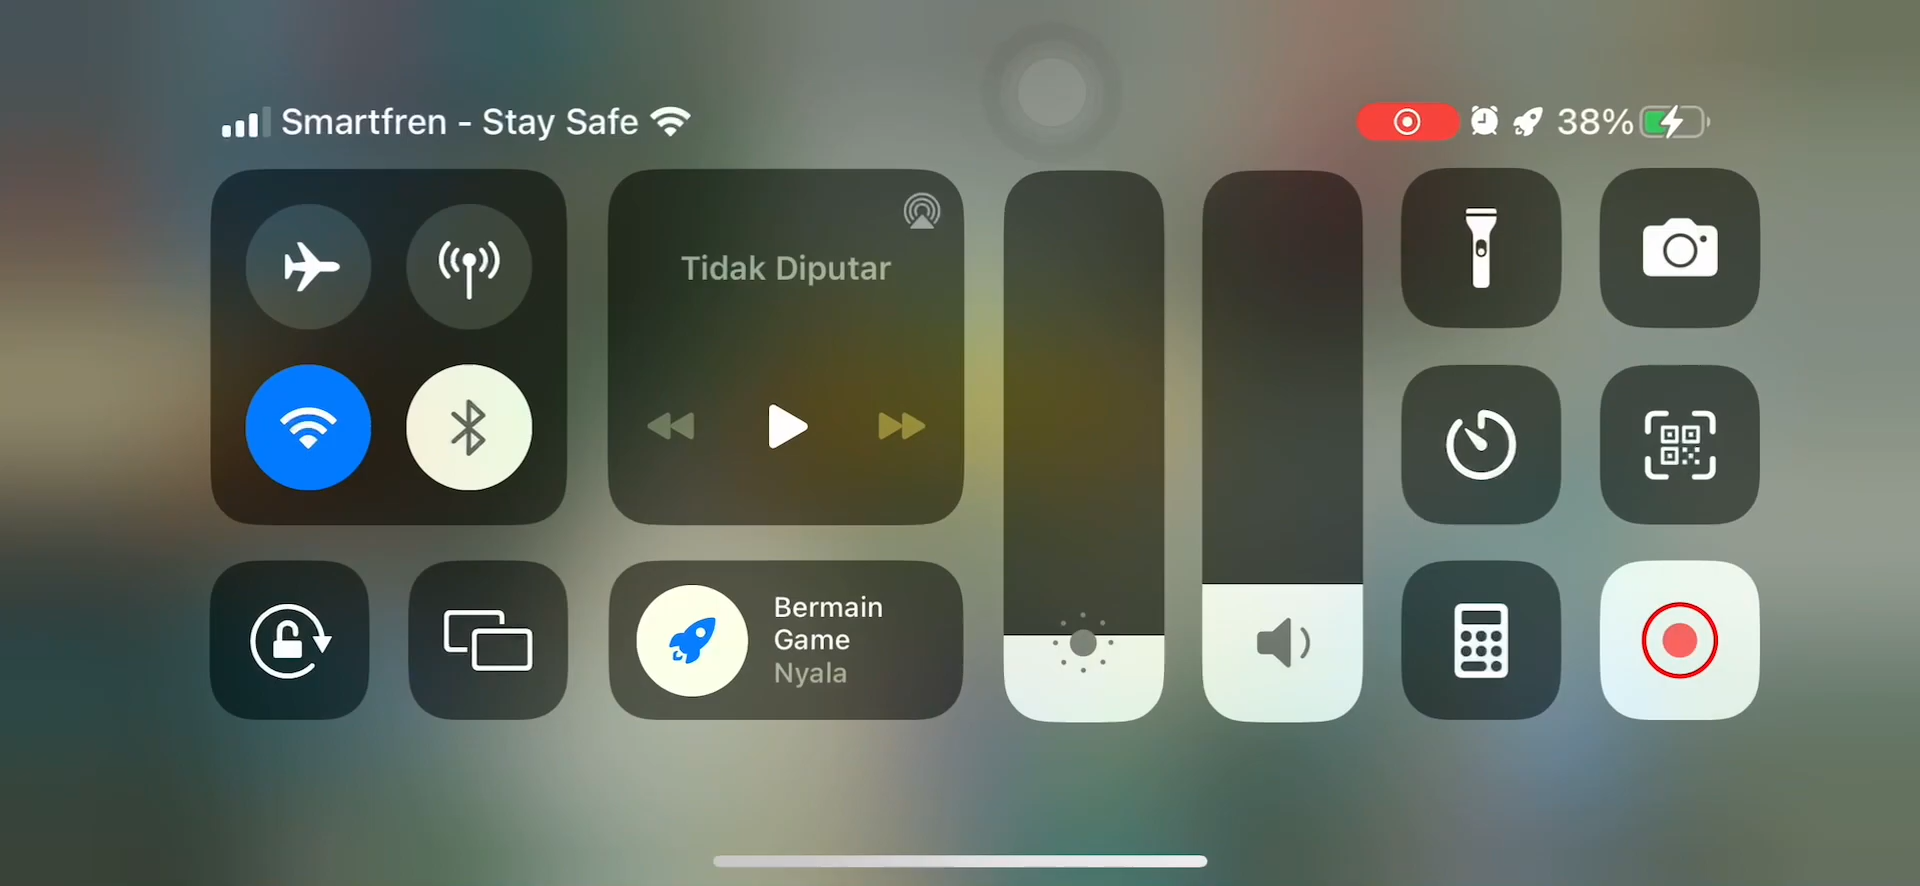 Smartfren - Stay Safe
38%
Tidak Diputar
Bermain
Game
Nyala